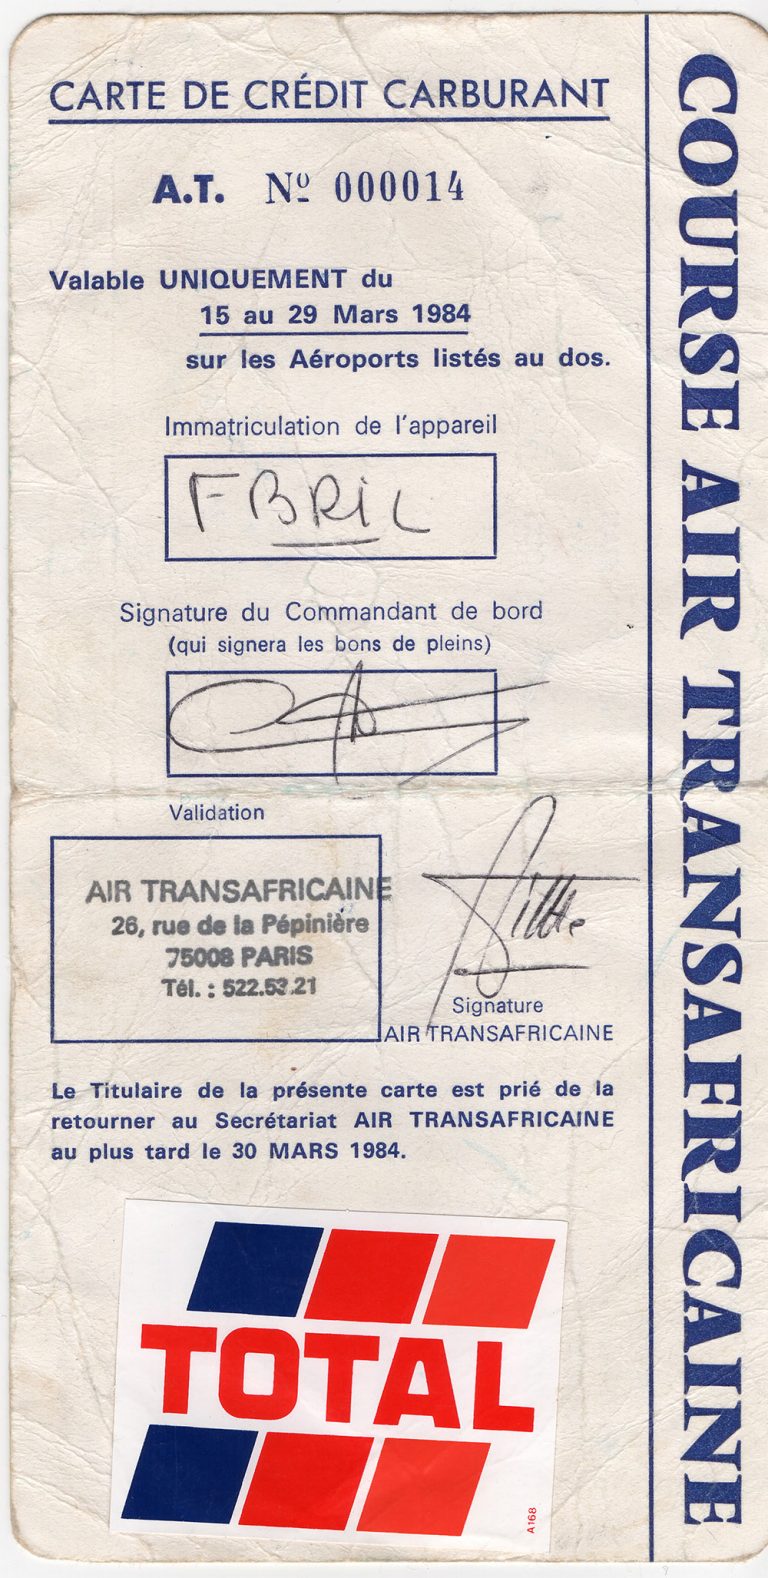 CARTE DE CRÉDIT CARBURANT
A.T. Nº 000014
Valable UNIQUEMENT du
15 au 29 Mars 1984
sur les Aéroports listés au dos.
Immatriculation de l'appareil
F BRIL
Signature du Commandant de bord
(qui signera les bons de pleins)
Validation
AIR TRANSAFRICAINE
26, rue de la Pépinière
75008 PARIS
Tél. : 522.53.21
Signature
AIR TRANSAFRICAINE
Le Titulaire de la présente carte est prié de la
retourner au Secrétariat AIR TRANSAFRICAINE
au plus tard le 30 MARS 1984.
TOTAL
A168
COURSE AIR TRANSAFRICAINE